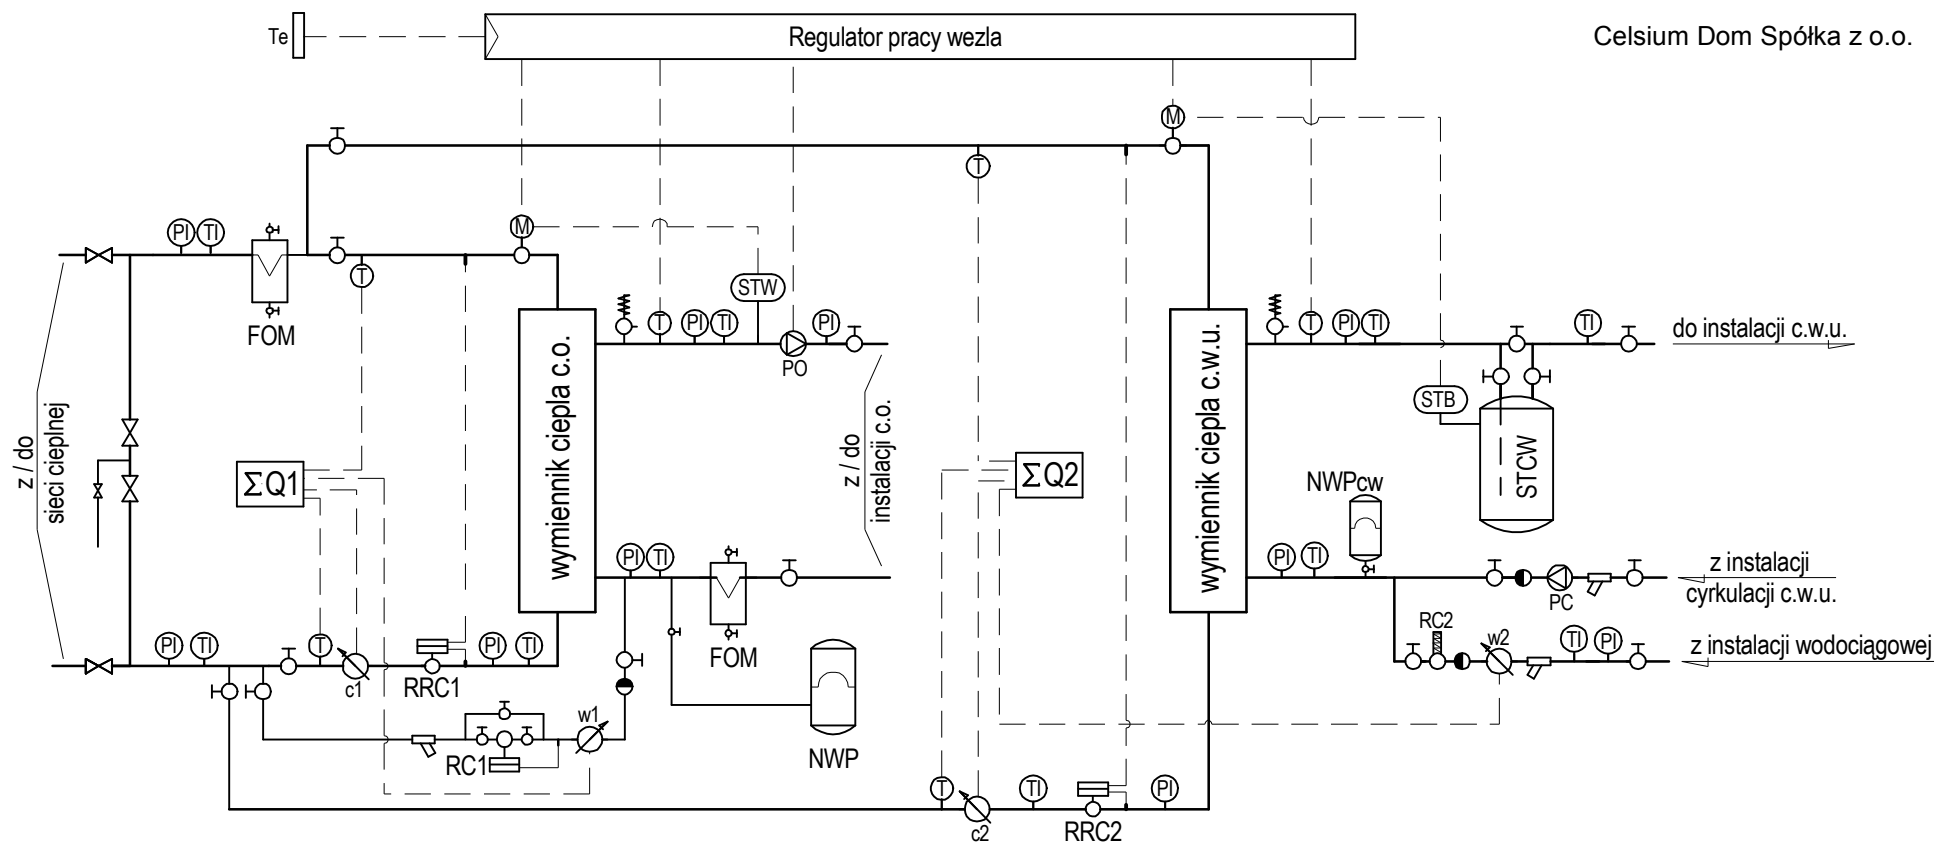 Te
Regulator pracy wezla
Celsium Dom Spółka z o.o.
M
T
PI
TI
M
T
FOM
STW
T
PI
TI
PI
PO
T
PI
TI
TI
do instalacji c.w.u.
STB
STCW
z / do
sieci cieplnej
ΣQ1
wymiennik ciepla c.o.
z / do
instalacji c.o.
ΣQ2
wymiennik ciepla c.w.u.
NWPcw
PI
TI
FOM
PI
TI
PC
z instalacji
cyrkulacji c.w.u.
RC2
w2
TI
PI
z instalacji wodociągowej
PI
TI
T
c1
RRC1
PI
TI
RC1
w1
NWP
T
c2
TI
RRC2
PI